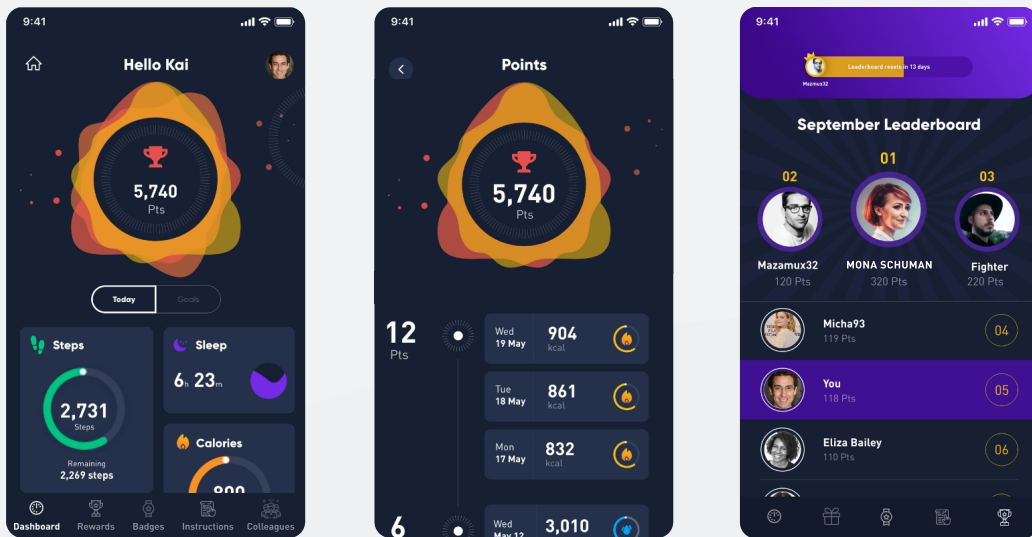 9:41
Hello Kai
5,740
Pts
Today
Goals
Steps
2,731
Steps
Remaining
2,269 steps
Sleep
6h 23m
Calories
Dashboard
Rewards
Badges
Instructions
Colleagues
9:41
Points
5,740
Pts
12
Pts
Wed
19 May
904
kcal
Tue
18 May
861
kcal
Mon
17 May
832
kcal
6
Wed
May 12
3,010
9:41
Leaderboard resets in 13 days
Mazmux32
September Leaderboard
01
02
03
Mazamux32
120 Pts
MONA SCHUMAN
320 Pts
Fighter
220 Pts
Micha93
119 Pts
04
You
118 Pts
05
Eliza Bailey
110 Pts
06